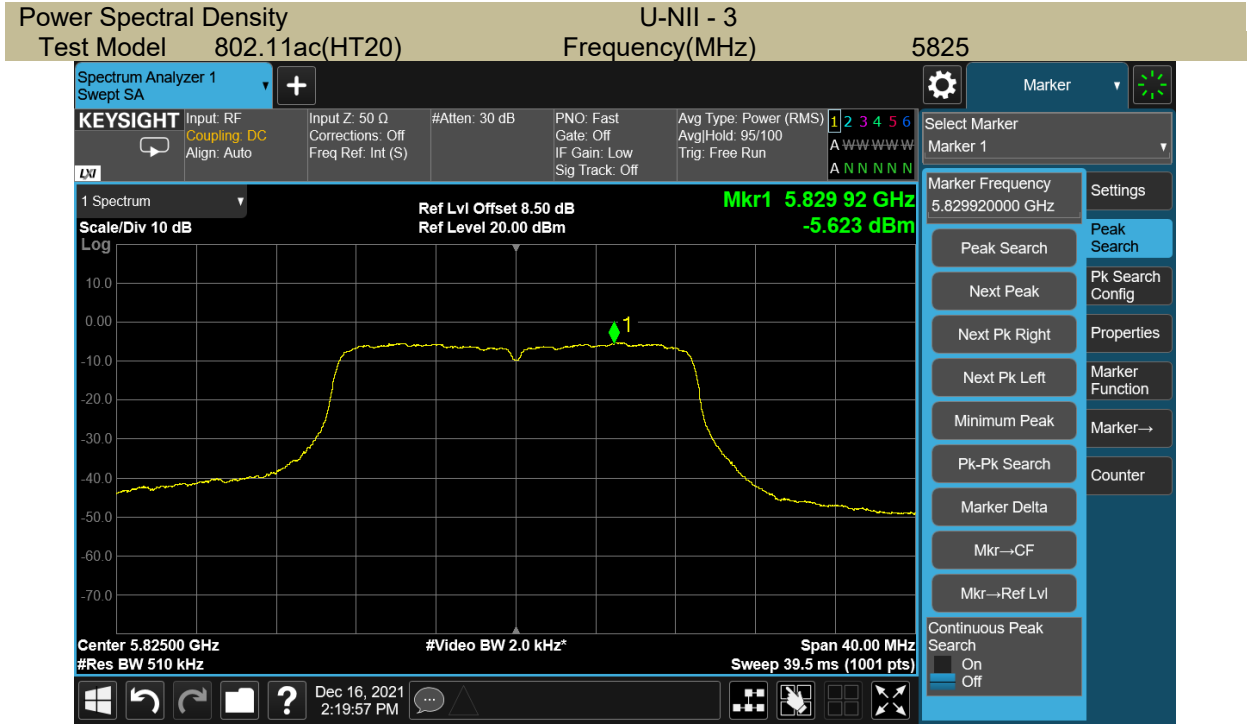 Power Spectral Density U-NII - 3
Test Model 802.11ac(HT20) Frequency(MHz) 5825
Spectrum Analyzer 1
Swept SA
+
Marker
KEYSIGHT
LXI
Input: RF
Coupling: DC
Align: Auto
Input Z: 50 Ω
Corrections: Off
Freq Ref: Int (S)
#Atten: 30 dB
PNO: Fast
Gate: Off
IF Gain: Low
Sig Track: Off
Avg Type: Power (RMS)
Avg|Hold: 95/100
Trig: Free Run
1 2 3 4 5 6
A W W W W W
A N N N N N
Select Marker
Marker 1
1 Spectrum
Scale/Div 10 dB
Log
Ref Lvl Offset 8.50 dB
Ref Level 20.00 dBm
Mkr1 5.829 92 GHz
-5.623 dBm
10.0
0.00
-10.0
-20.0
-30.0
-40.0
-50.0
-60.0
-70.0
1
Center 5.82500 GHz
#Res BW 510 kHz
#Video BW 2.0 kHz*
Span 40.00 MHz
Sweep 39.5 ms (1001 pts)
Marker Frequency
5.829920000 GHz
Peak Search
Next Peak
Next Pk Right
Next Pk Left
Minimum Peak
Pk-Pk Search
Marker Delta
Mkr→CF
Mkr→Ref Lvl
Continuous Peak
Search
On
Off
Settings
Peak
Search
Pk Search
Config
Properties
Marker
Function
Marker→
Counter
?
Dec 16, 2021
2:19:57 PM